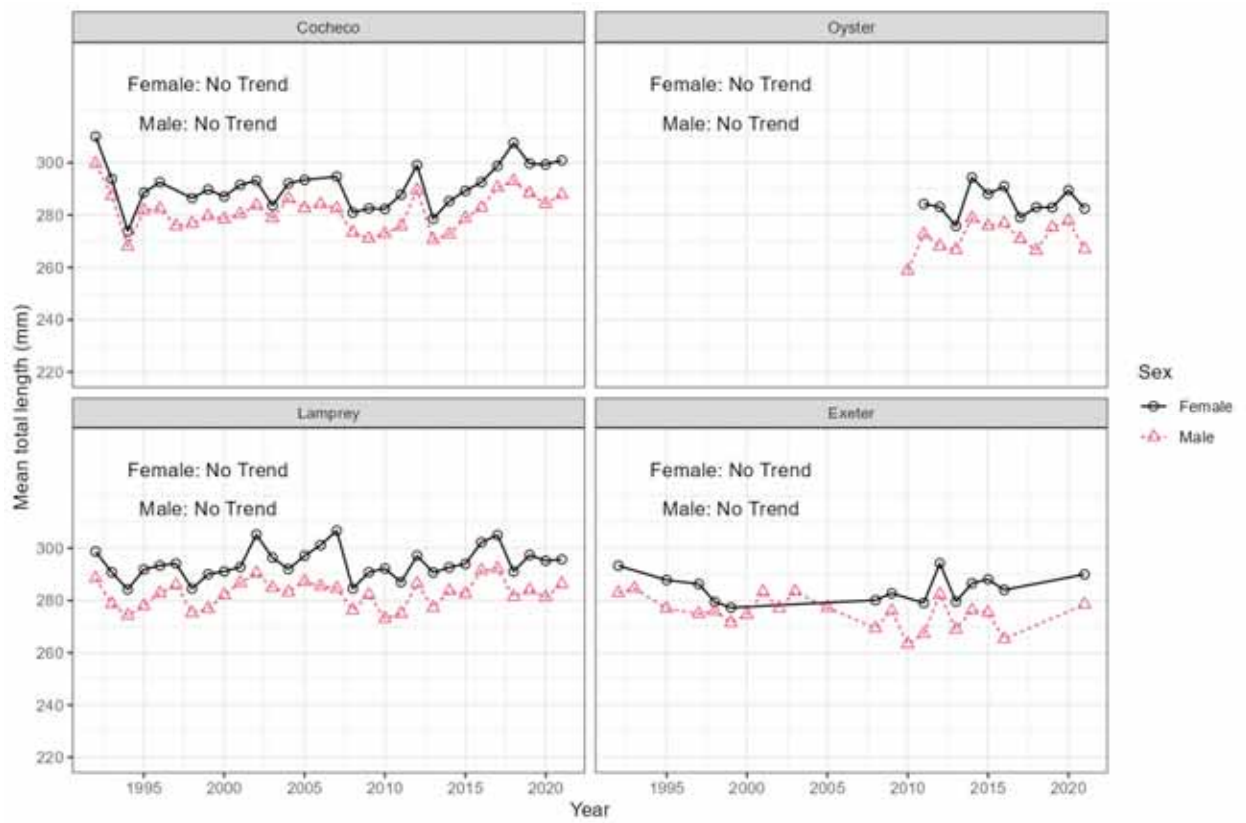 Cocheco
Oyster
Female: No Trend
Male: No Trend
Female: No Trend
Male: No Trend
300
280
260
240
220
Mean total length (mm)
Lamprey
Exeter
Female: No Trend
Male: No Trend
Female: No Trend
Male: No Trend
300
280
260
240
220
1995 2000 2005 2010 2015 2020
1995 2000 2005 2010 2015 2020
Year
Sex
Female
Male